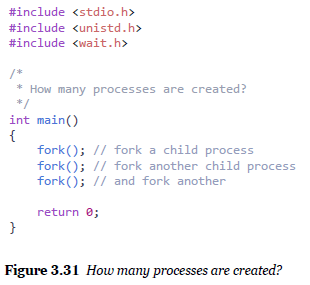 #include <stdio.h>
#include <unistd.h>
#include <wait.h>
/*
* How many processes are created?
*/
int main()
{
fork(); // fork a child process
fork(); // fork another child process
fork(); // and fork another
return 0;
}
Figure 3.31 How many processes are created?